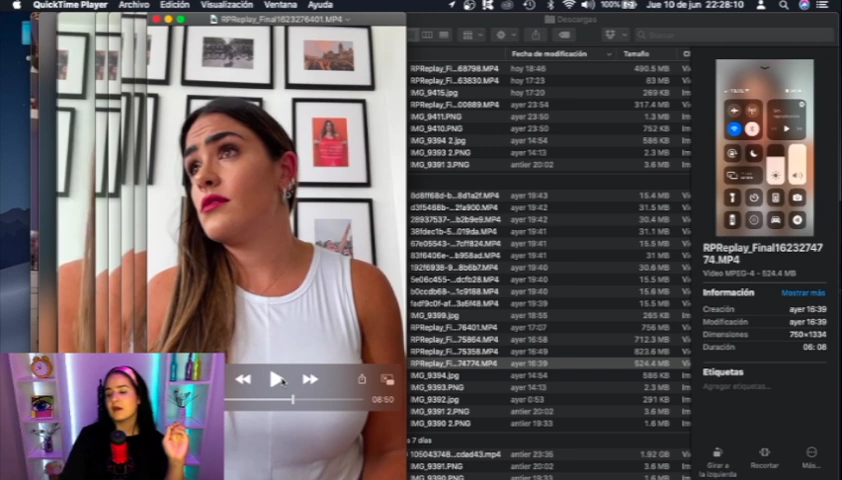 QuickTime Player Archivo Edición Visualización Ventana Ayuda
100%
Jue 10 de jun 22:28:10
RPReplay_Final1623276401.MP4
Descargas
Buscar
Fecha de modificación
Tamaño
RPReplay_Fi...68798.MP4 hoy 18:46 490.5 MB
RPReplay_Fi...63830.MP4 hoy 17:23 83 MB
IMG_9415.jpg hoy 17:20 269 KB
RPReplay_Fi...00889.MP4 ayer 23:54 317.4 MB
IMG_9411.PNG ayer 23:50 1.3 MB
IMG_9410.PNG ayer 23:50 752 KB
IMG_9394 2.jpg ayer 14:54 586 KB
IMG_9393 2.PNG ayer 14:13 2.3 MB
IMG_9391 3.PNG antier 20:02 3.6 MB
ayer 19:43 15.4 MB
ayer 19:42 15.4 MB
ayer 19:42 30.4 MB
ayer 19:41 31.1 MB
ayer 19:41 15.5 MB
ayer 19:41 31 MB
ayer 19:40 30.6 MB
ayer 19:40 15.5 MB
ayer 19:40 15.6 MB
ayer 19:39 15.5 MB
IMG_9399.jpg ayer 18:55 265 KB
RPReplay_Fi...76401.MP4 ayer 17:07 756 MB
RPReplay_Fi...75864.MP4 ayer 16:58 712.3 MB
RPReplay_Fi...75358.MP4 ayer 16:49 823.6 MB
RPReplay_Fi...74774.MP4 ayer 16:39 524.4 MB
IMG_9394.jpg ayer 14:54 586 KB
IMG_9393.PNG ayer 14:13 2.3 MB
IMG_9392.jpg ayer 0:53 291 KB
IMG_9391 2.PNG antier 20:02 3.6 MB
IMG_9390 2.PNG antier 19:33 1.6 MB
7 días
antier 23:35 1.92 GB
IMG_9391.PNG antier 20:02 3.6 MB
08:50
RPReplay_Final16232747
74.MP4
Video MPEG-4 - 524.4 MB
Información Mostrar más
Creación ayer 16:39
Modificación ayer 16:39
Dimensiones 750×1334
Duración 06:08
Etiquetas
Agregar etiquetas...
Girar a
la izquierda
Recortar
Más...